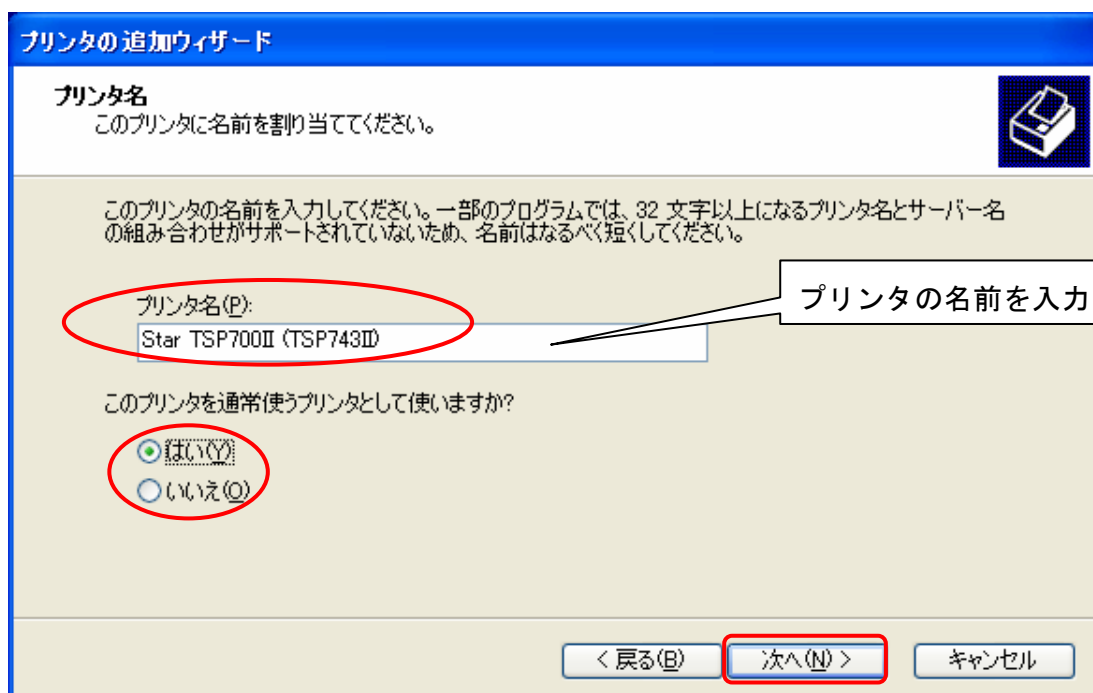 プリンタの追加ウィザード
プリンタ名
このプリンタに名前を割り当ててください。
このプリンタの名前を入力してください。一部のプログラムでは、32 文字以上になるプリンタ名とサーバー名
の組み合わせがサポートされていないため、名前はなるべく短くしてください。
プリンタの名前を入力
プリンタ名(P):
Star TSP700Ⅱ (TSP743Ⅱ)
このプリンタを通常使うプリンタとして使いますか?
はい(Y)
いいえ(O)
< 戻る(B)
次へ(N) >
キャンセル